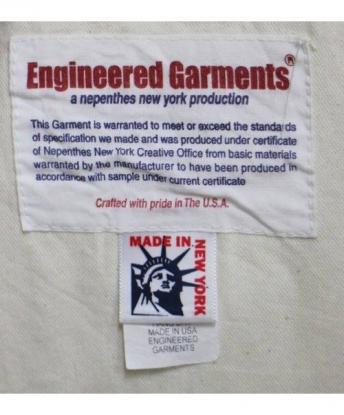 Engineered Garments®
a nepenthes new york production
This Garment is warranted to meet or exceed the standards
of specification we made and was produced under certificate
of Nepenthes New York Creative Office from basic materials
warranted by the manufacturer to have been produced in
accordance with sample under current certificate
Crafted with pride in The U.S.A.
MADE IN
NEW YORK
MADE IN USA
ENGINEERED
GARMENTS